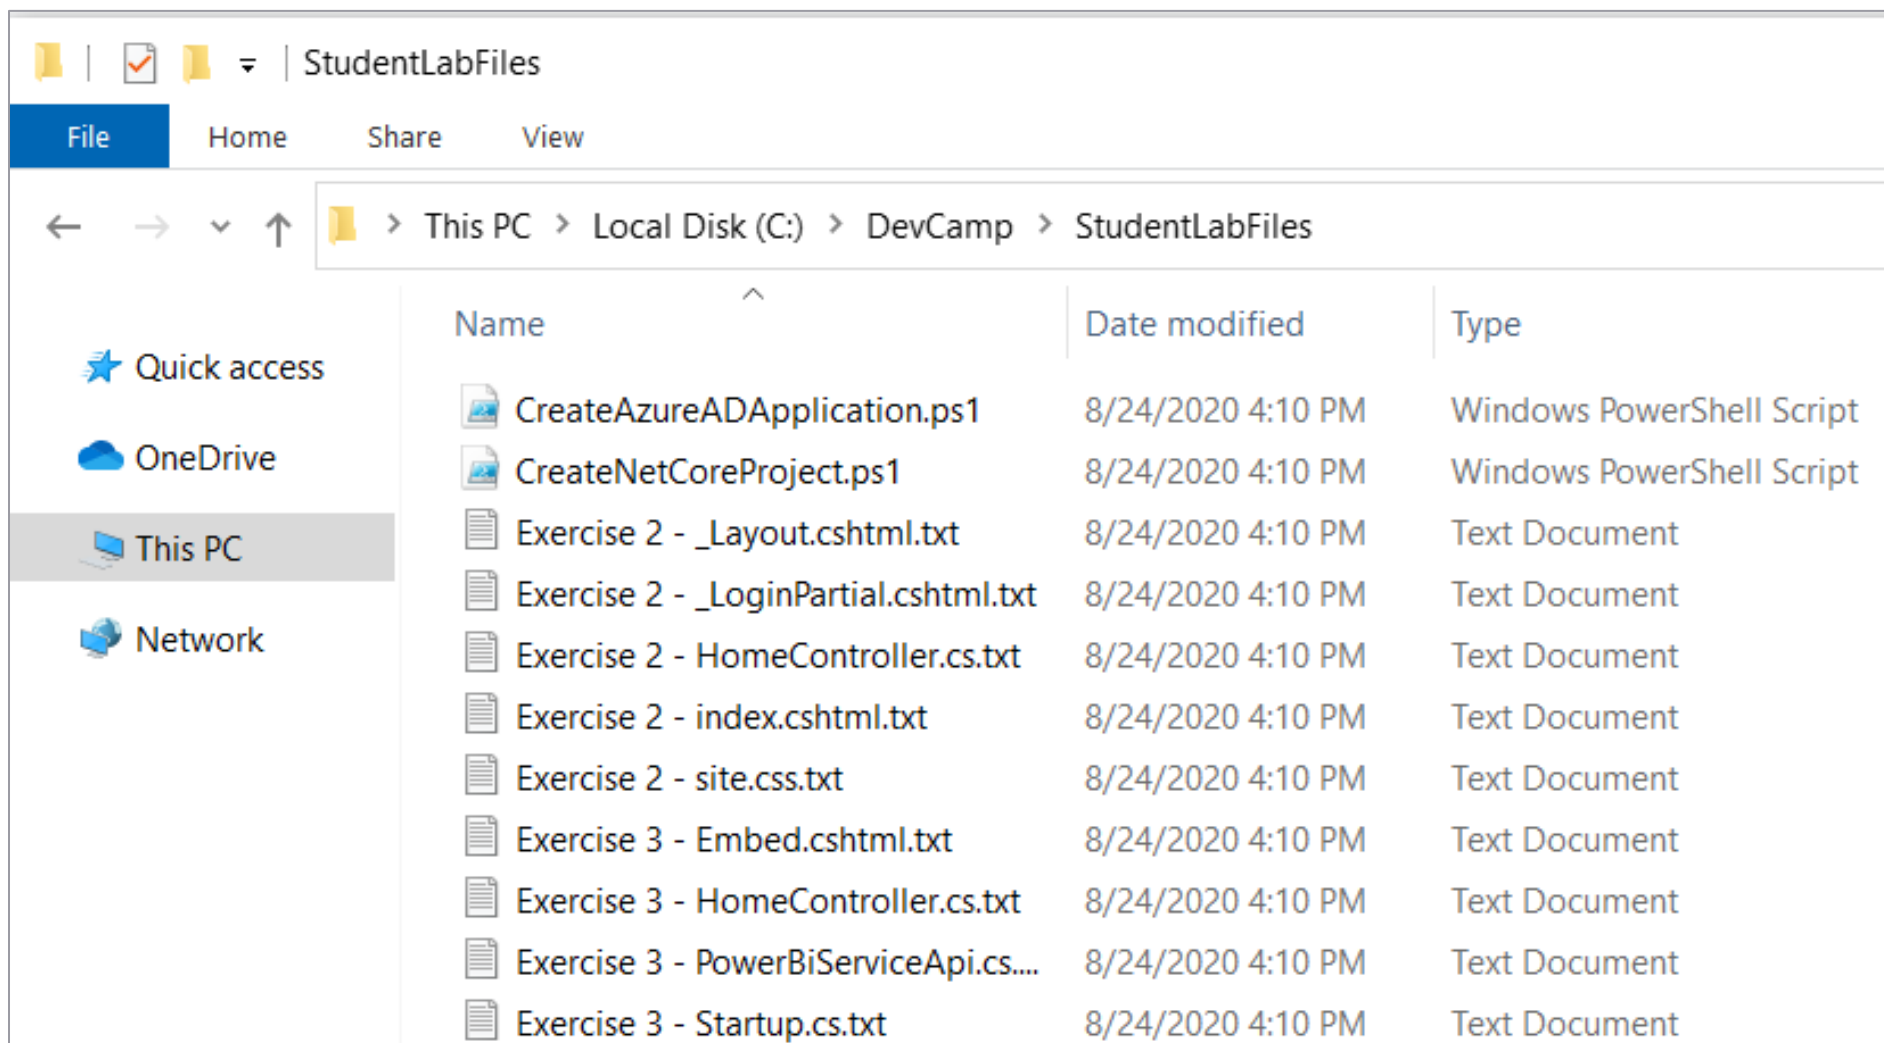 StudentLabFiles
File Home Share View
This PC > Local Disk (C:) > DevCamp > StudentLabFiles
Name Date modified Type
Quick access
OneDrive
This PC
Network
CreateAzureADApplication.ps1 8/24/2020 4:10 PM Windows PowerShell Script
CreateNetCoreProject.ps1 8/24/2020 4:10 PM Windows PowerShell Script
Exercise 2 - _Layout.cshtml.txt 8/24/2020 4:10 PM Text Document
Exercise 2 - _LoginPartial.cshtml.txt 8/24/2020 4:10 PM Text Document
Exercise 2 - HomeController.cs.txt 8/24/2020 4:10 PM Text Document
Exercise 2 - index.cshtml.txt 8/24/2020 4:10 PM Text Document
Exercise 2 - site.css.txt 8/24/2020 4:10 PM Text Document
Exercise 3 - Embed.cshtml.txt 8/24/2020 4:10 PM Text Document
Exercise 3 - HomeController.cs.txt 8/24/2020 4:10 PM Text Document
Exercise 3 - PowerBiServiceApi.cs.... 8/24/2020 4:10 PM Text Document
Exercise 3 - Startup.cs.txt 8/24/2020 4:10 PM Text Document